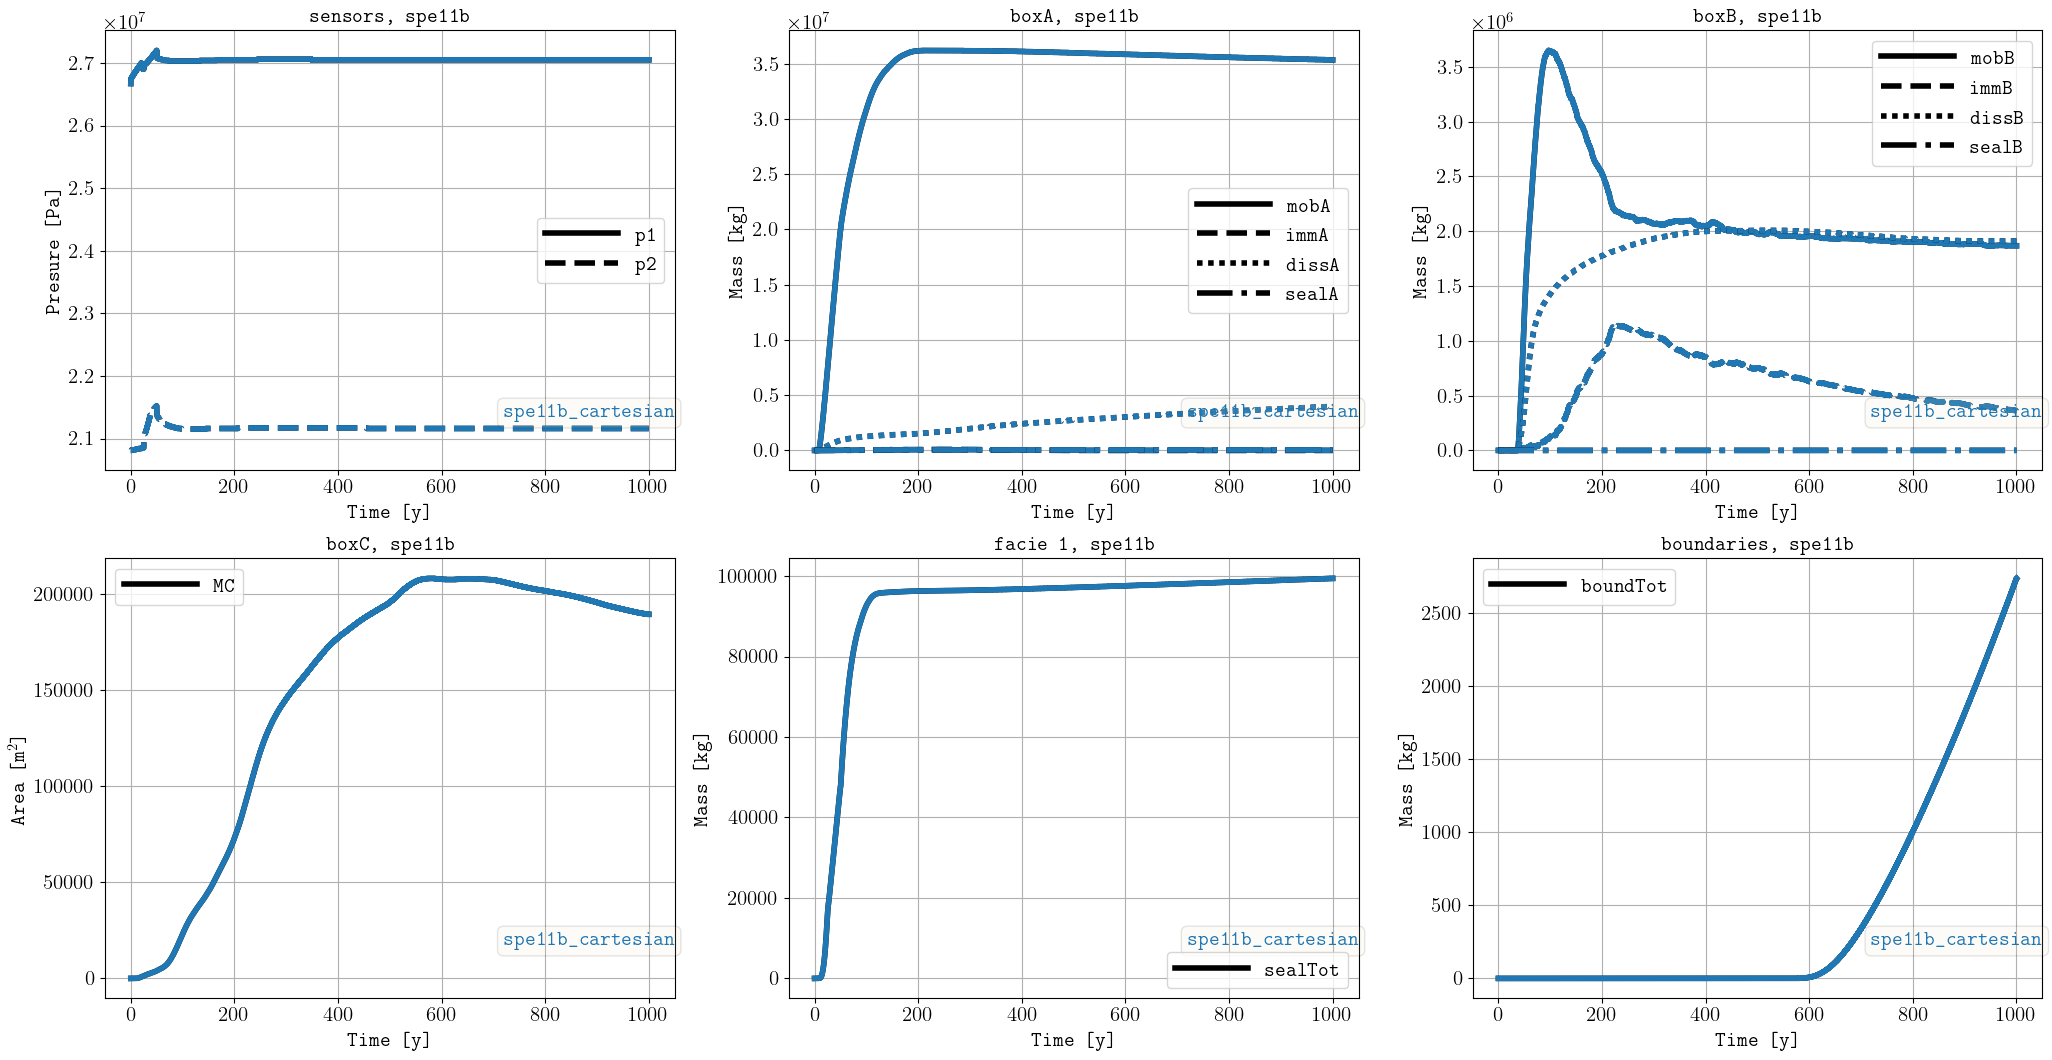 sensors, spe11b
×10⁷
2.7
2.6
2.5
2.4
2.3
2.2
2.1
Presure [Pa]
p1
p2
spe11b_cartesian
0 200 400 600 800 1000
Time [y]
boxA, spe11b
×10⁷
3.5
3.0
2.5
2.0
1.5
1.0
0.5
0.0
Mass [kg]
mobA
immA
dissA
sealA
spe11b_cartesian
0 200 400 600 800 1000
Time [y]
boxB, spe11b
×10⁶
3.5
3.0
2.5
2.0
1.5
1.0
0.5
0.0
Mass [kg]
mobB
immB
dissB
sealB
spe11b_cartesian
0 200 400 600 800 1000
Time [y]
boxC, spe11b
200000
150000
100000
50000
0
Area [m²]
MC
spe11b_cartesian
0 200 400 600 800 1000
Time [y]
facie 1, spe11b
100000
80000
60000
40000
20000
0
Mass [kg]
spe11b_cartesian
sealTot
0 200 400 600 800 1000
Time [y]
boundaries, spe11b
2500
2000
1500
1000
500
0
Mass [kg]
boundTot
spe11b_cartesian
0 200 400 600 800 1000
Time [y]